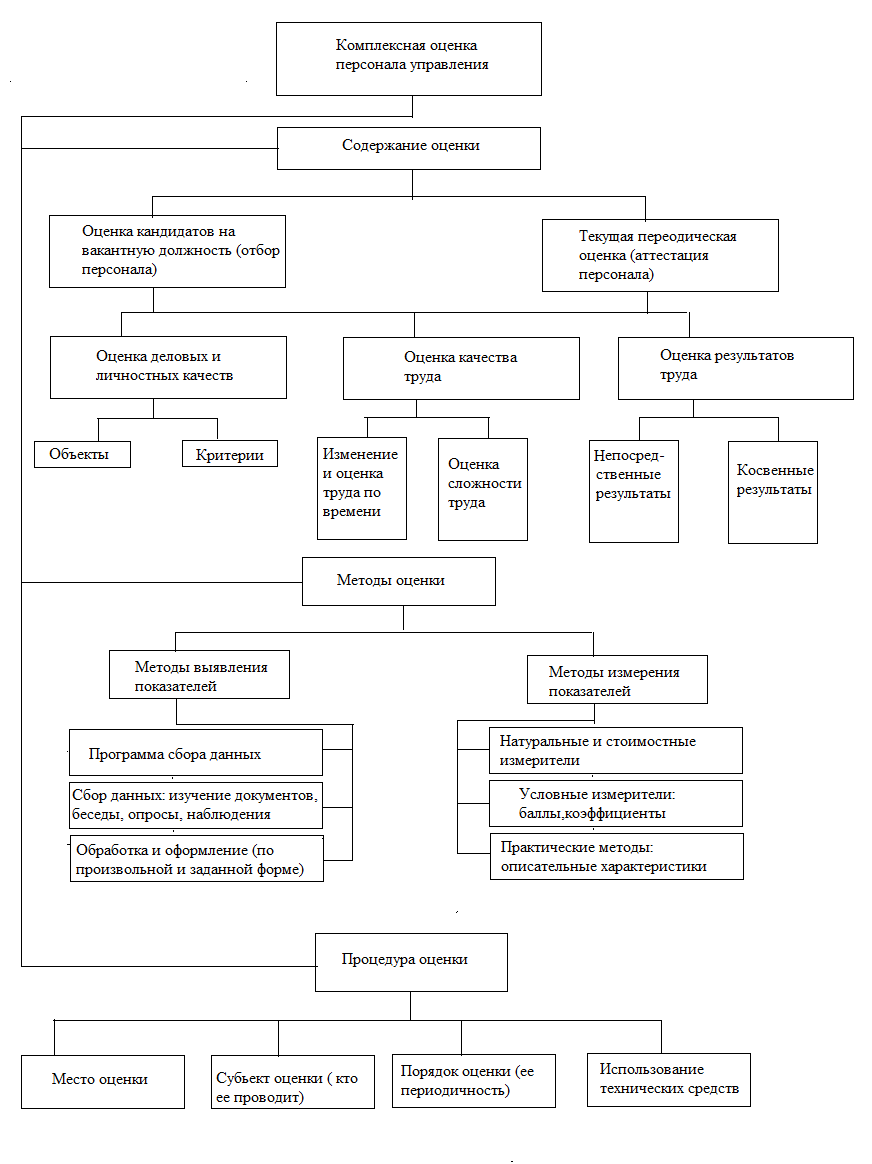 Комплексная оценка
персонала управления
Содержание оценки
Оценка кандидатов на
вакантную должность (отбор
персонала)
Текущая переодическая
оценка (аттестация
персонала)
Оценка деловых и
личностных качеств
Оценка качества
труда
Оценка результатов
труда
Объекты
Критерии
Изменение
и оценка
труда по
времени
Оценка
сложности
труда
Непосред-
ственные
результаты
Косвенные
результаты
Методы оценки
Методы выявления
показателей
Методы измерения
показателей
Программа сбора данных
Сбор данных: изучение документов,
беседы, опросы, наблюдения
Обработка и оформление (по
произвольной и заданной форме)
Натуральные и стоимостные
измерители
Условные измерители:
баллы,коэффициенты
Практические методы:
описательные характеристики
Процедура оценки
Место оценки
Субъект оценки ( кто
ее проводит)
Порядок оценки (ее
периодичность)
Использование
технических средств